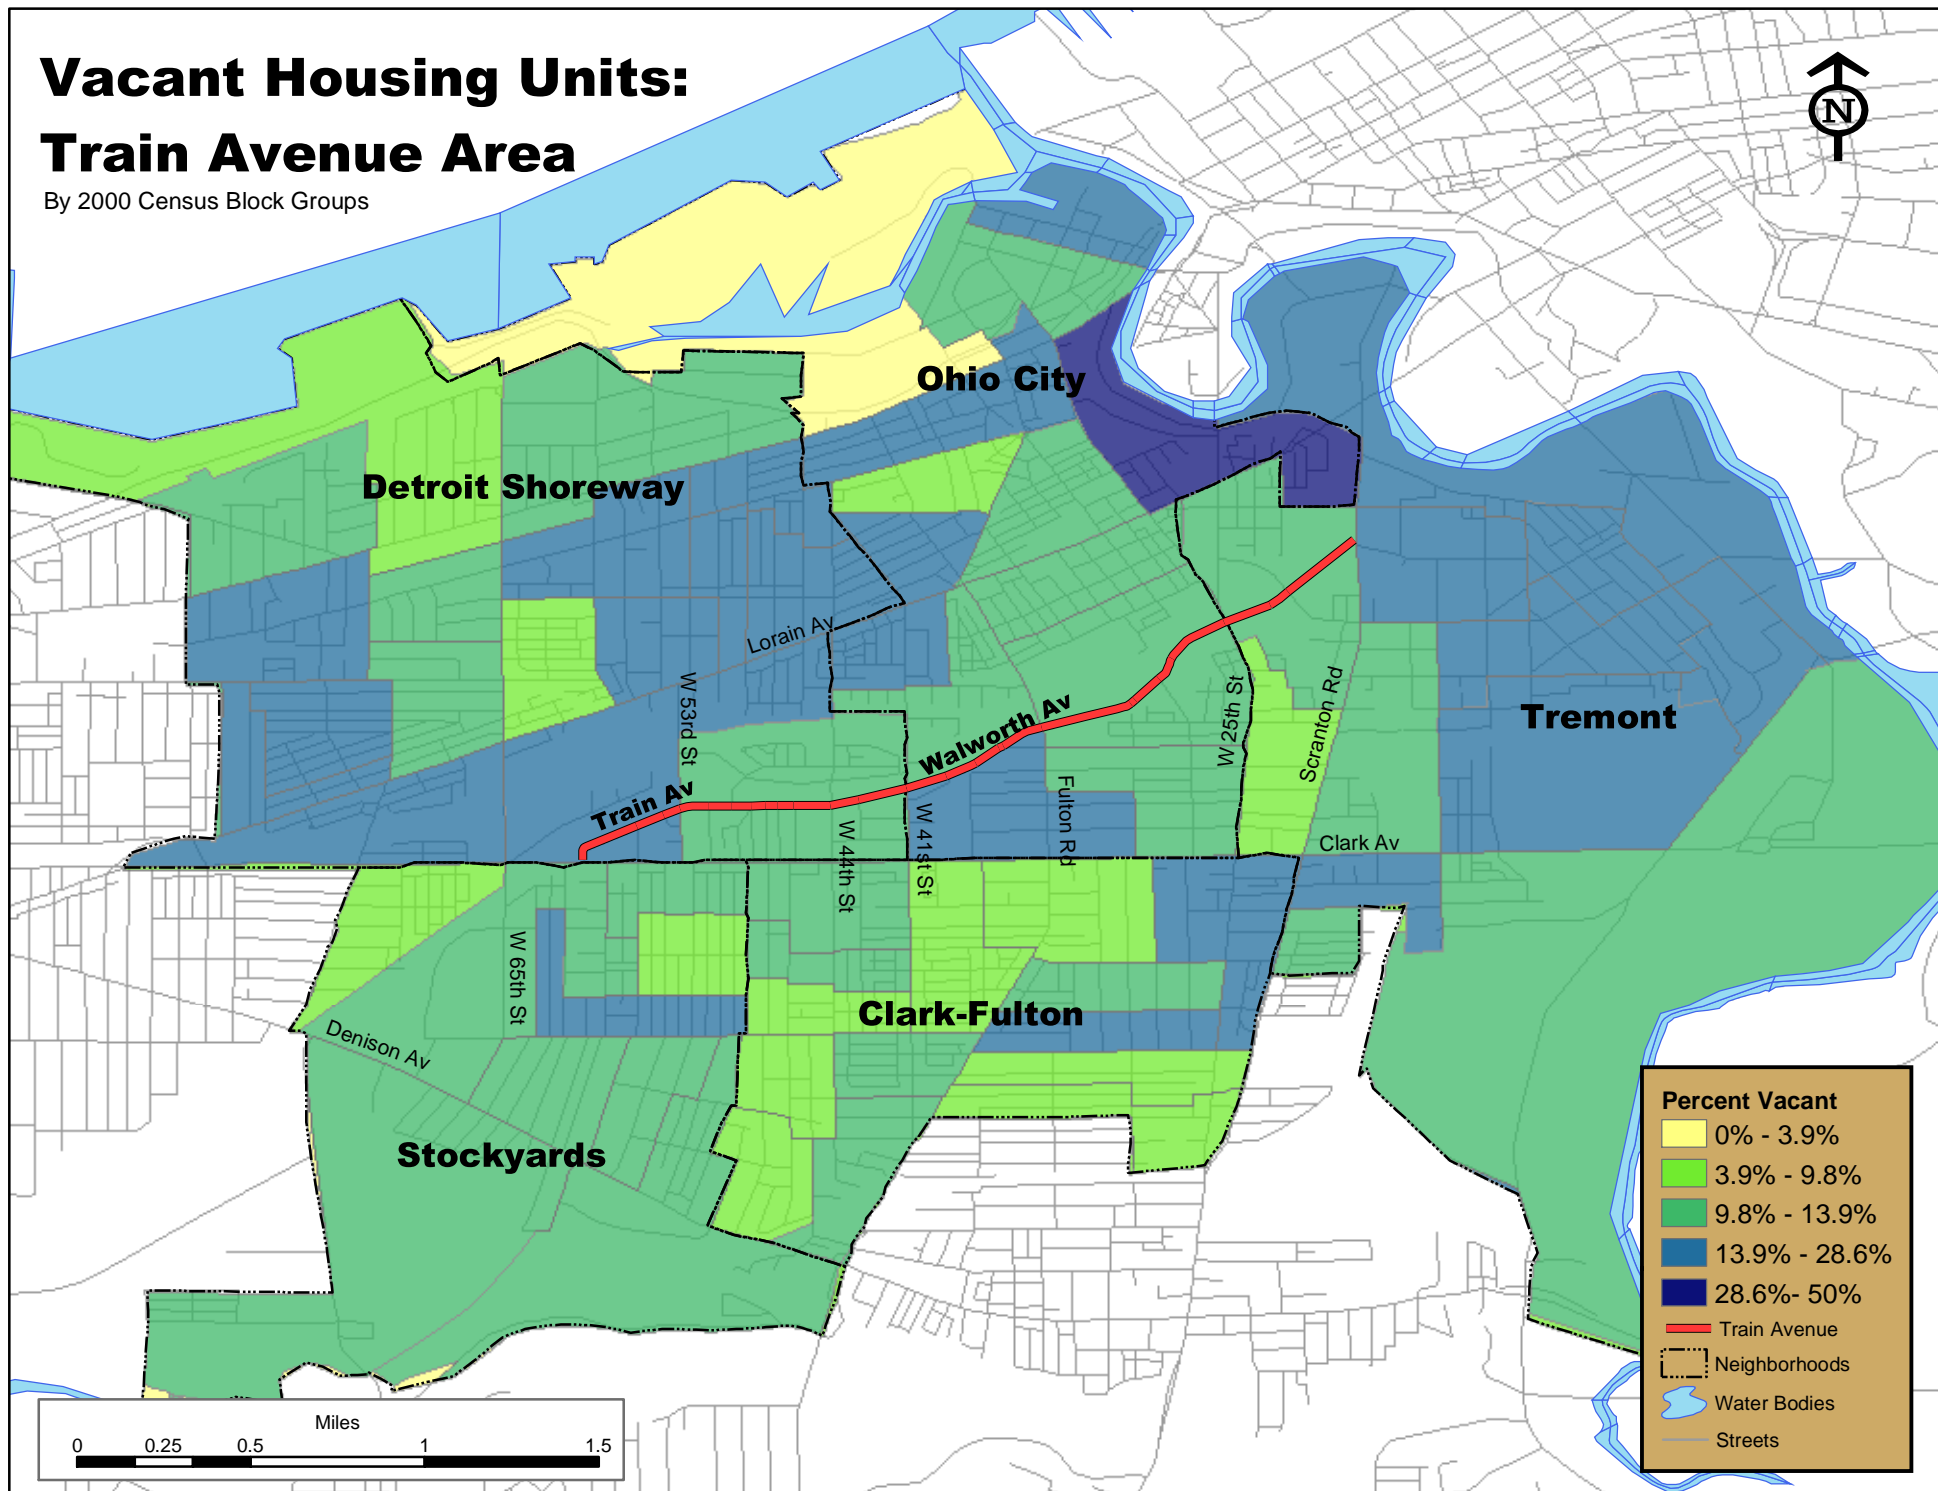 Vacant Housing Units:
Train Avenue Area
By 2000 Census Block Groups
N
Ohio City
Detroit Shoreway
Lorain Av
W 53rd St
Train Av
Walworth Av
W 25th St
Scranton Rd
Tremont
Fulton Rd
W 44th St
W 41st St
Clark Av
W 65th St
Denison Av
Clark-Fulton
Stockyards
Percent Vacant
0% - 3.9%
3.9% - 9.8%
9.8% - 13.9%
13.9% - 28.6%
28.6%- 50%
Train Avenue
Neighborhoods
Water Bodies
Streets
Miles
0 0.25 0.5 1 1.5